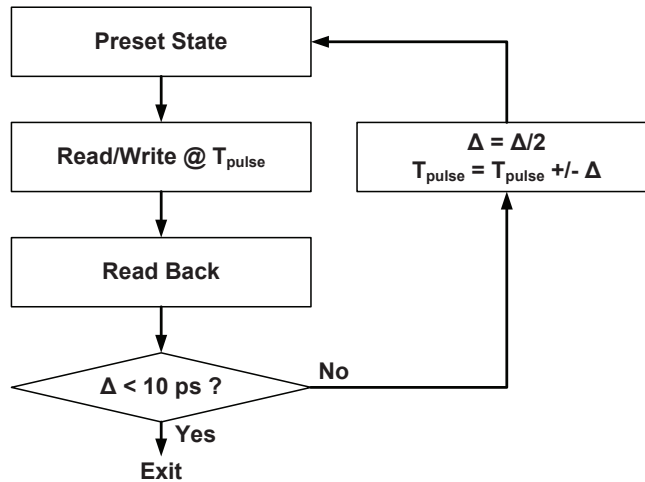 Preset State
Read/Write @ Tpulse
Read Back
Δ < 10 ps ?
No
Yes
Exit
Δ = Δ/2
Tpulse = Tpulse +/- Δ